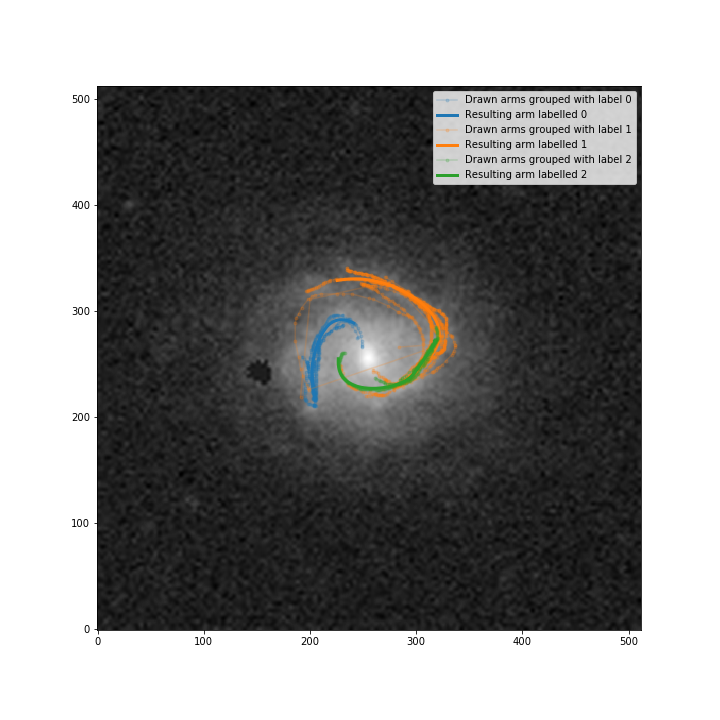 Drawn arms grouped with label 0
Resulting arm labelled 0
Drawn arms grouped with label 1
Resulting arm labelled 1
Drawn arms grouped with label 2
Resulting arm labelled 2
500
400
300
200
100
0
0 100 200 300 400 500